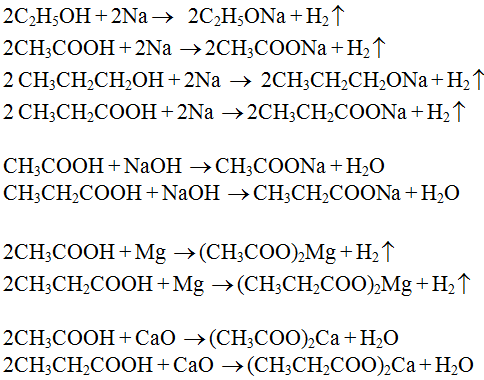 2C₂H₅OH + 2Na → 2C₂H₅ONa + H₂↑
2CH₃COOH + 2Na → 2CH₃COONa + H₂↑
2 CH₃CH₂CH₂OH + 2Na → 2CH₃CH₂CH₂ONa + H₂↑
2 CH₃CH₂COOH + 2Na → 2CH₃CH₂COONa + H₂↑
CH₃COOH + NaOH → CH₃COONa + H₂O
CH₃CH₂COOH + NaOH → CH₃CH₂COONa + H₂O
2CH₃COOH + Mg → (CH₃COO)₂Mg + H₂↑
2CH₃CH₂COOH + Mg → (CH₃CH₂COO)₂Mg + H₂↑
2CH₃COOH + CaO → (CH₃COO)₂Ca + H₂O
2CH₃CH₂COOH + CaO → (CH₃CH₂COO)₂Ca + H₂O